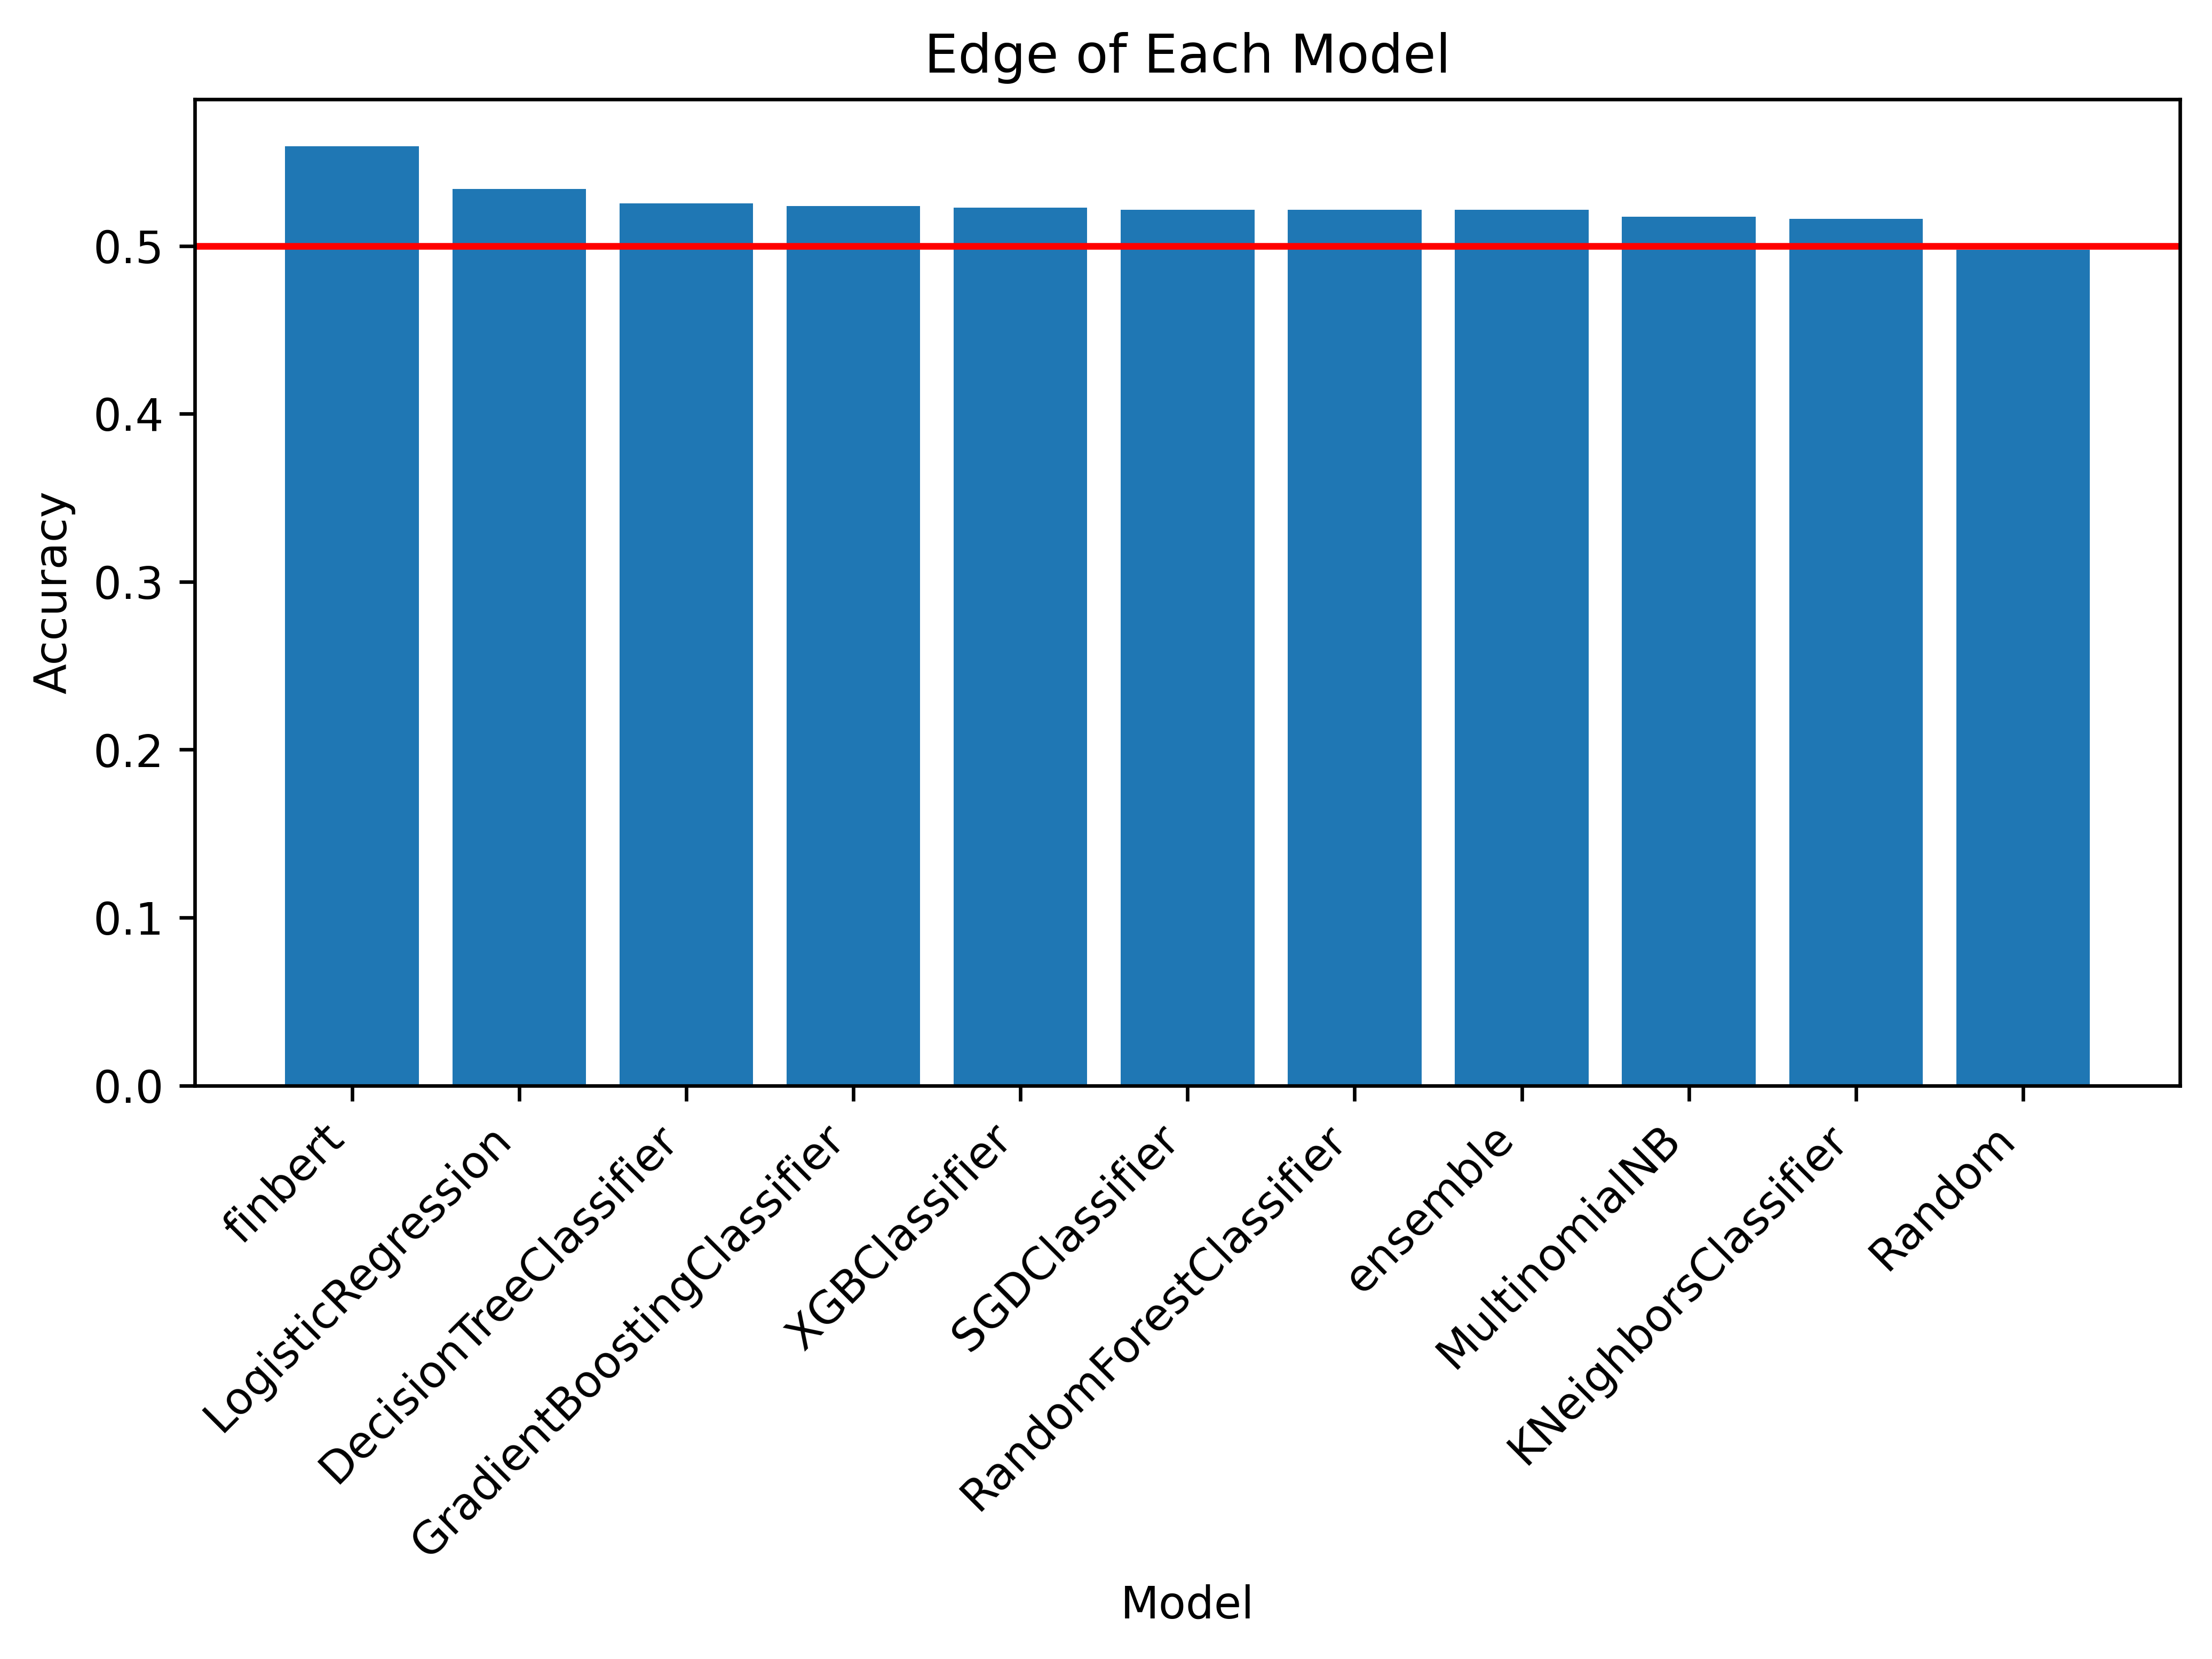 Edge of Each Model
Accuracy
0.5
0.4
0.3
0.2
0.1
0.0
finbert
LogisticRegression
DecisionTreeClassifier
GradientBoostingClassifier
XGBClassifier
SGDClassifier
RandomForestClassifier
ensemble
MultinomialNB
KNeighborsClassifier
Random
Model